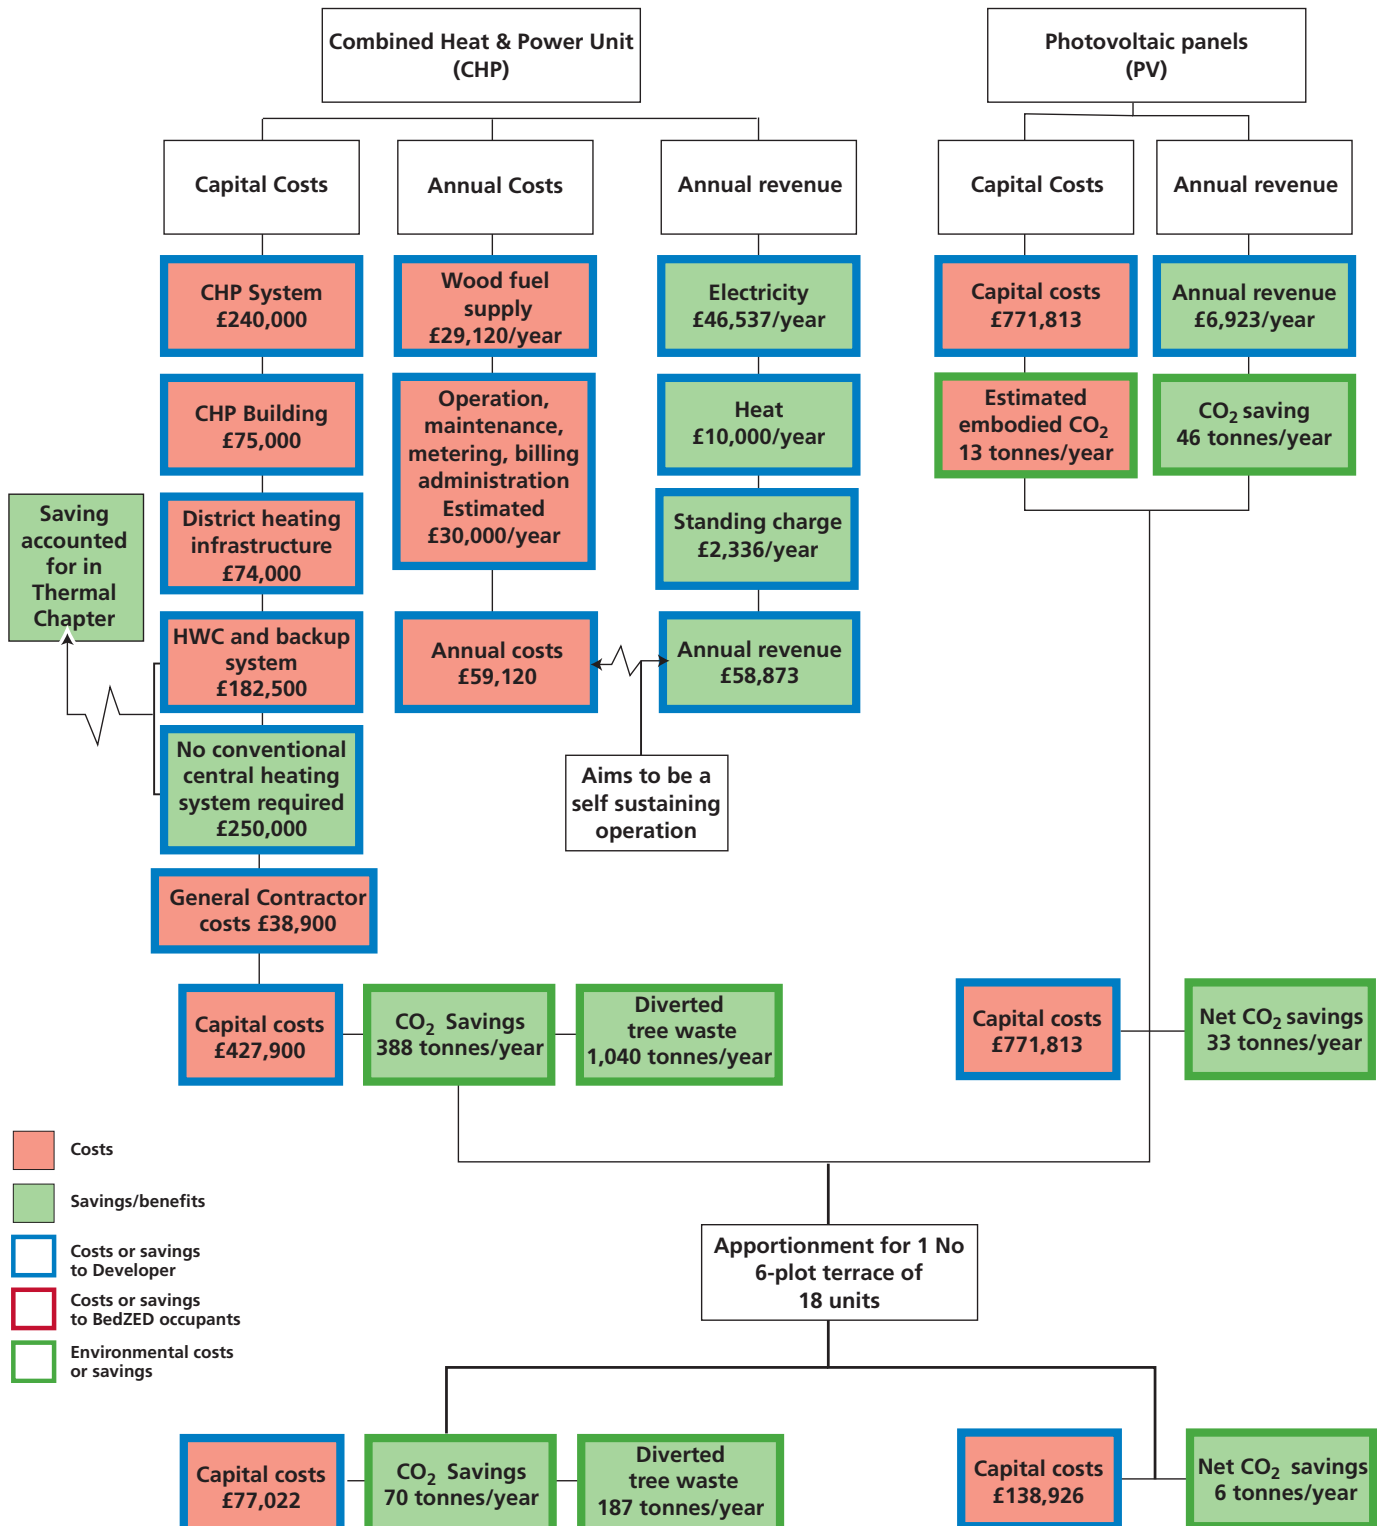 Combined Heat & Power Unit
(CHP)
Photovoltaic panels
(PV)
Capital Costs
Annual Costs
Annual revenue
Capital Costs
Annual revenue
CHP System
£240,000
Wood fuel
supply
£29,120/year
Electricity
£46,537/year
Capital costs
£771,813
Annual revenue
£6,923/year
CHP Building
£75,000
Operation,
maintenance,
metering, billing
administration
Estimated
£30,000/year
Heat
£10,000/year
Estimated
embodied CO₂
13 tonnes/year
CO₂ saving
46 tonnes/year
Saving
accounted
for in
Thermal
Chapter
District heating
infrastructure
£74,000
Standing charge
£2,336/year
HWC and backup
system
£182,500
Annual costs
£59,120
Annual revenue
£58,873
No conventional
central heating
system required
£250,000
Aims to be a
self sustaining
operation
General Contractor
costs £38,900
Capital costs
£427,900
CO₂ Savings
388 tonnes/year
Diverted
tree waste
1,040 tonnes/year
Capital costs
£771,813
Net CO₂ savings
33 tonnes/year
Costs
Savings/benefits
Costs or savings
to Developer
Costs or savings
to BedZED occupants
Environmental costs
or savings
Apportionment for 1 No
6-plot terrace of
18 units
Capital costs
£77,022
CO₂ Savings
70 tonnes/year
Diverted
tree waste
187 tonnes/year
Capital costs
£138,926
Net CO₂ savings
6 tonnes/year